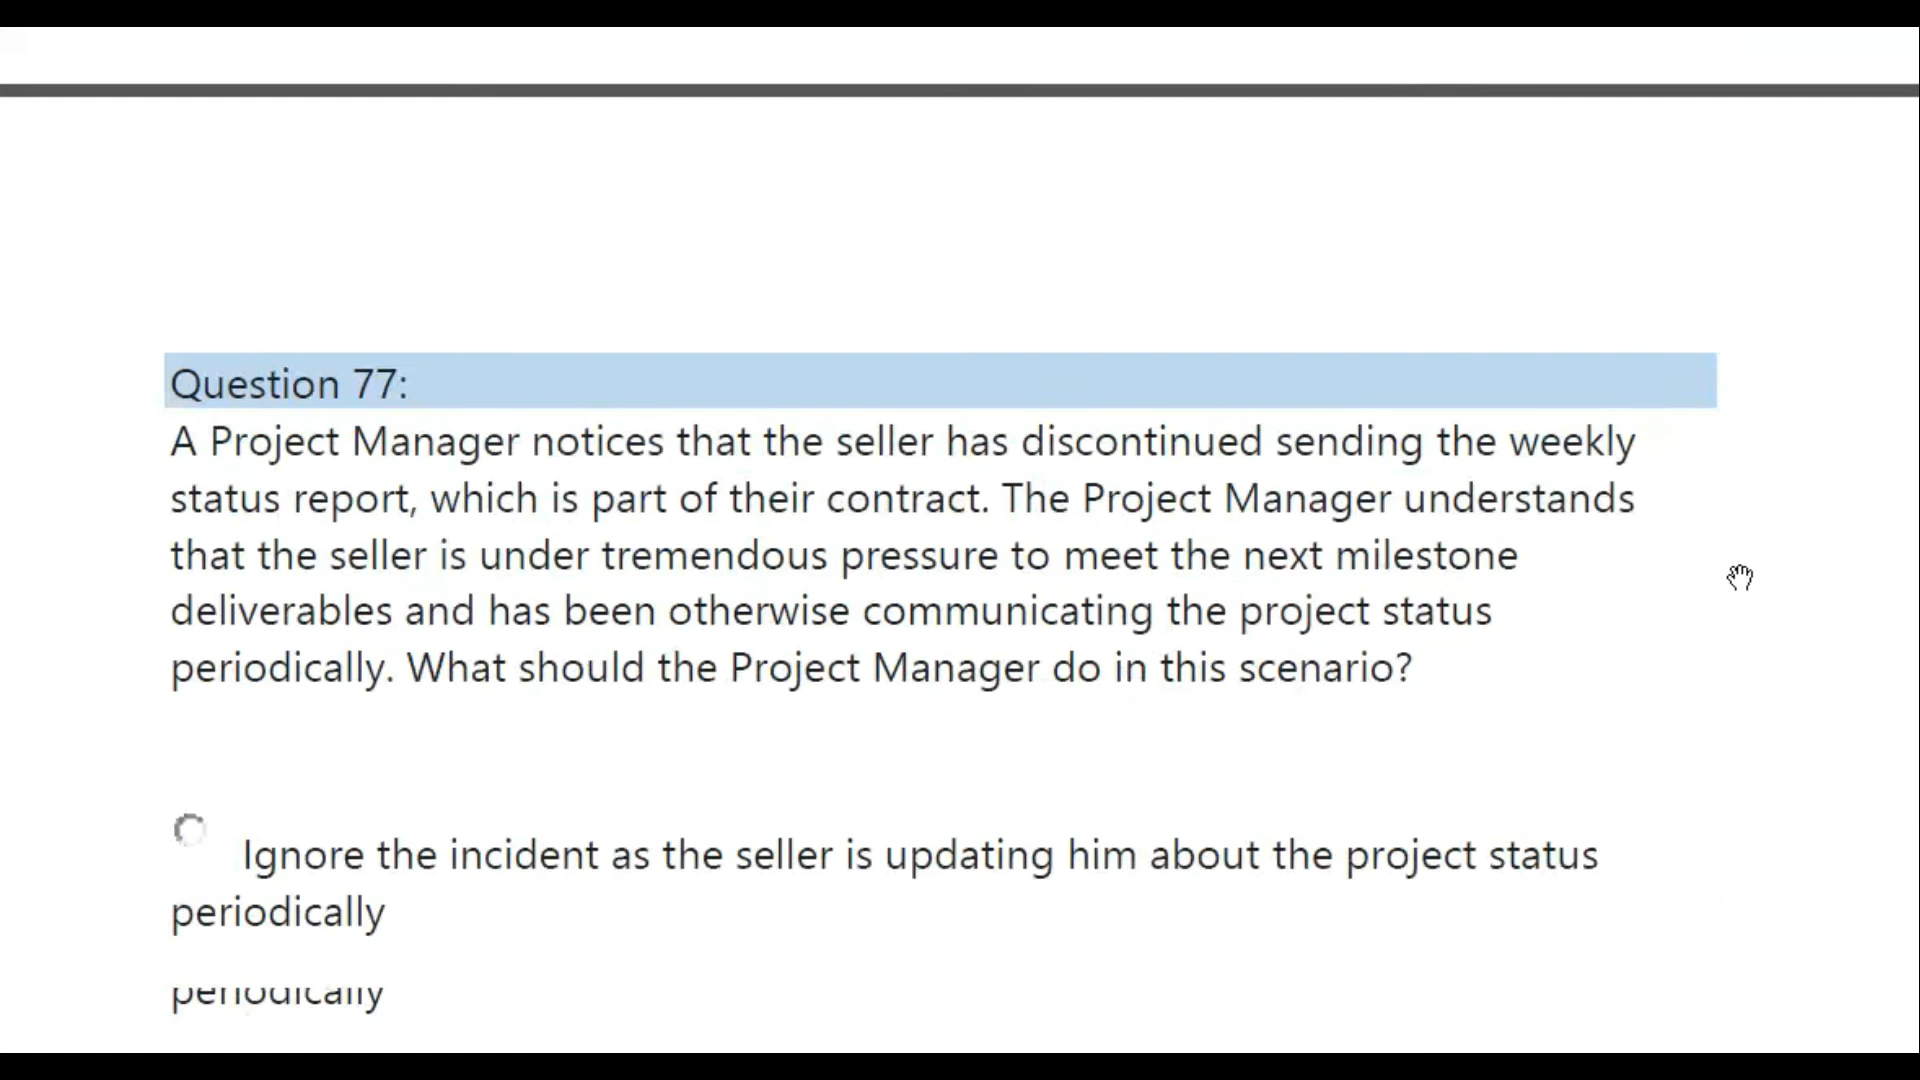 Question 77:
A Project Manager notices that the seller has discontinued sending the weekly
status report, which is part of their contract. The Project Manager understands
that the seller is under tremendous pressure to meet the next milestone
deliverables and has been otherwise communicating the project status
periodically. What should the Project Manager do in this scenario?
Ignore the incident as the seller is updating him about the project status
periodically
periodically